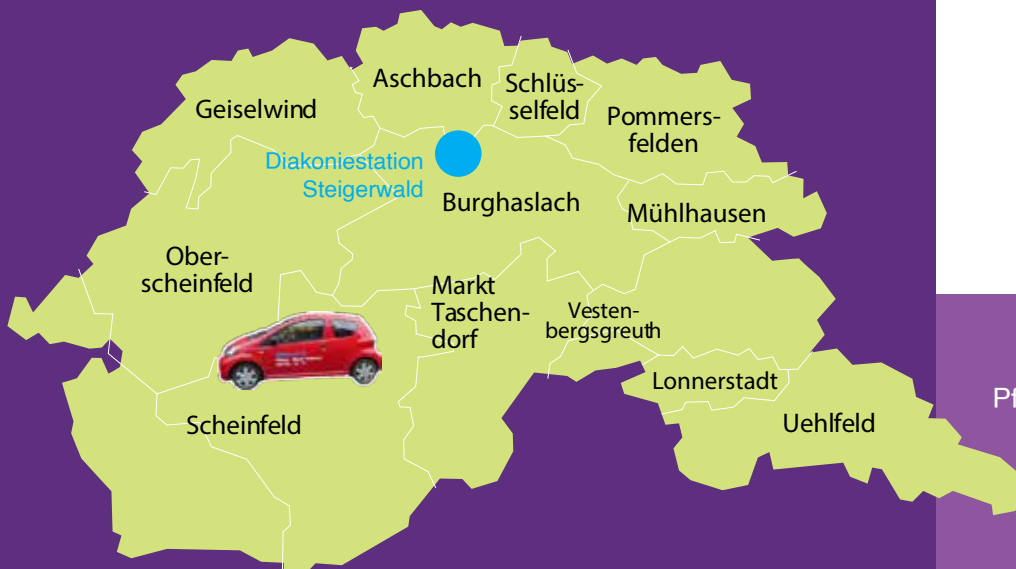 Aschbach
Schlüs-
selfeld
Geiselwind
Pommers-
felden
Diakoniestation
Steigerwald
Burghaslach
Mühlhausen
Ober-
scheinfeld
Markt
Taschen-
dorf
Vesten-
bergsgreuth
Lonnerstadt
Pf
Scheinfeld
Uehlfeld